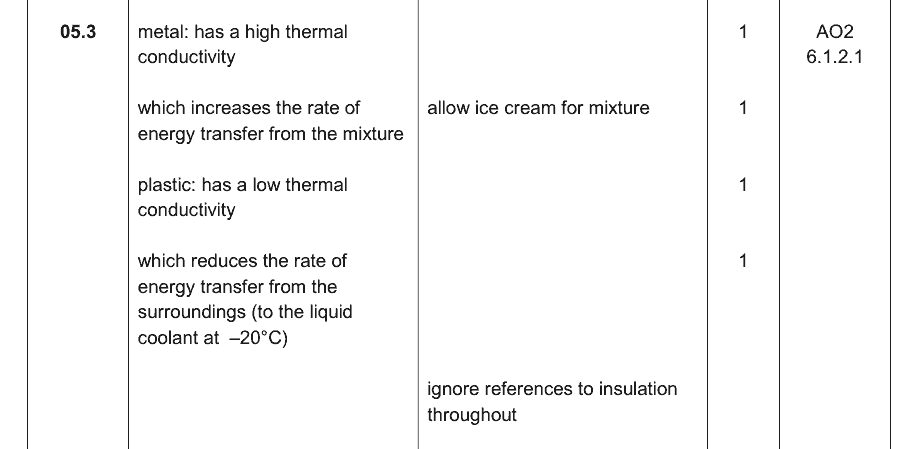 05.3
metal: has a high thermal
conductivity
1
AO2
6.1.2.1
which increases the rate of
energy transfer from the mixture
allow ice cream for mixture
1
plastic: has a low thermal
conductivity
1
which reduces the rate of
energy transfer from the
surroundings (to the liquid
coolant at –20°C)
1
ignore references to insulation
throughout